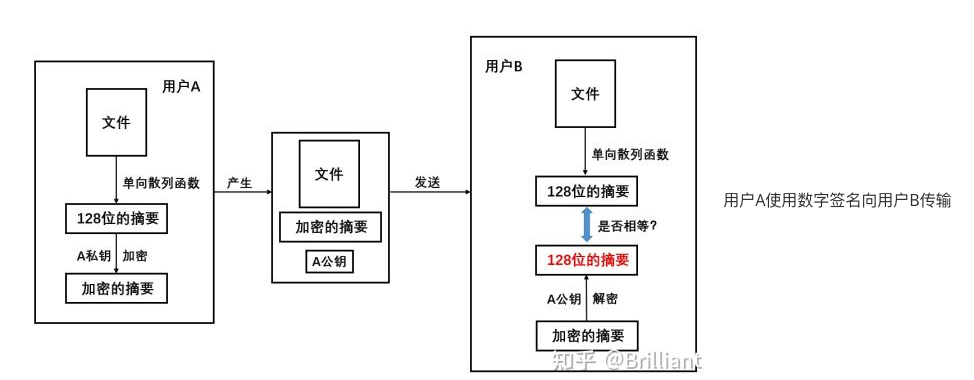 用户A
文件
单向散列函数
128位的摘要
A私钥 加密
加密的摘要
产生
文件
加密的摘要
A公钥
发送
用户B
文件
单向散列函数
128位的摘要
是否相等?
128位的摘要
A公钥 解密
加密的摘要
用户A使用数字签名向用户B传输
知乎 @Brilliant